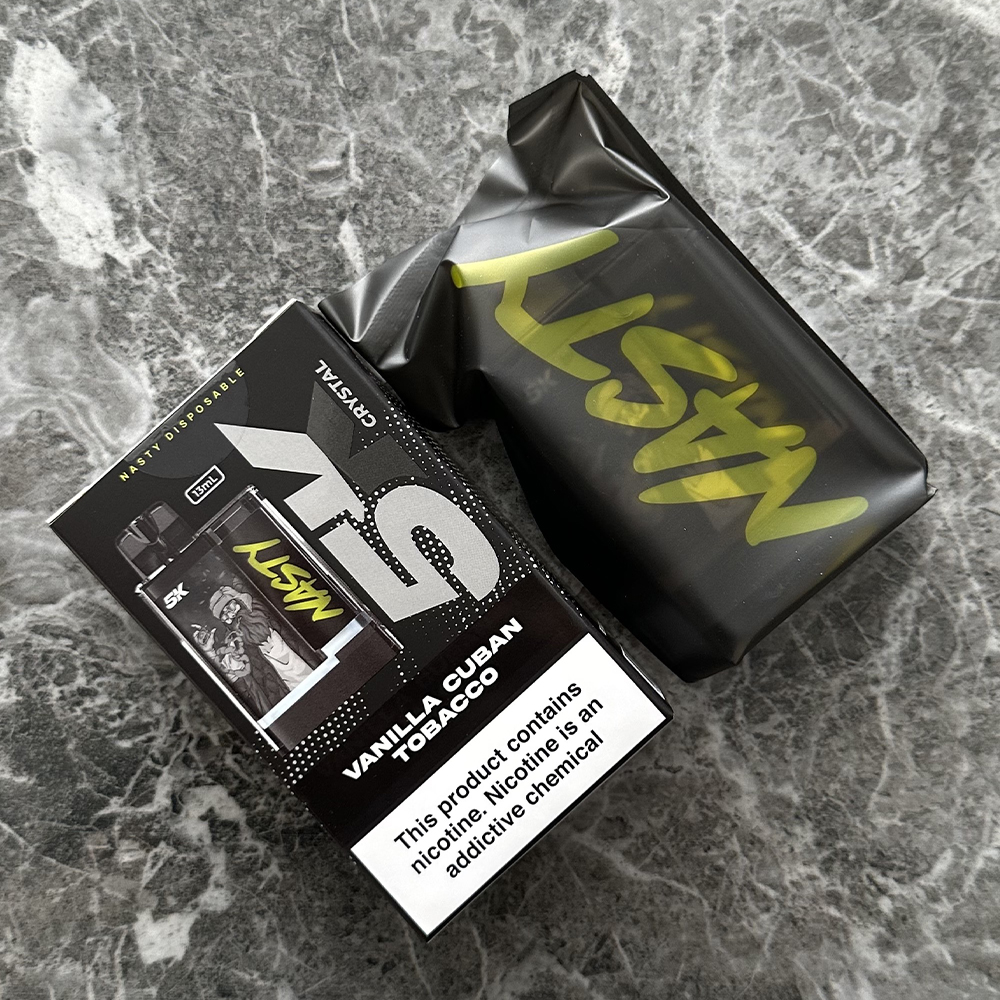 NASTY DISPOSABLE
CRYSTAL
13mL
5K
5K
NASTY
VANILLA CUBAN
TOBACCO
This product contains
nicotine. Nicotine is an
addictive chemical
NASTY
5K